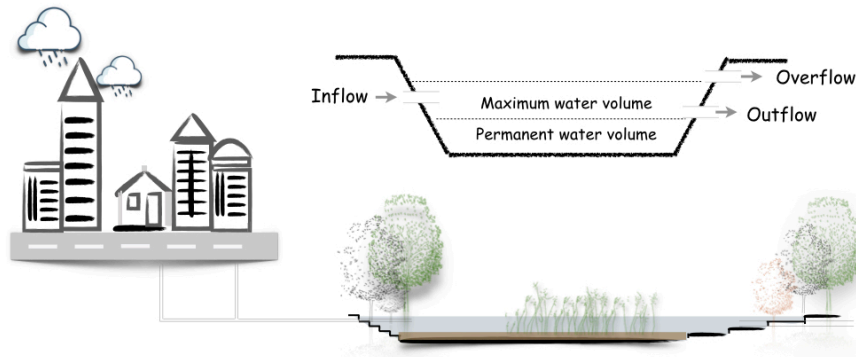 Inflow
Maximum water volume
Permanent water volume
Overflow
Outflow